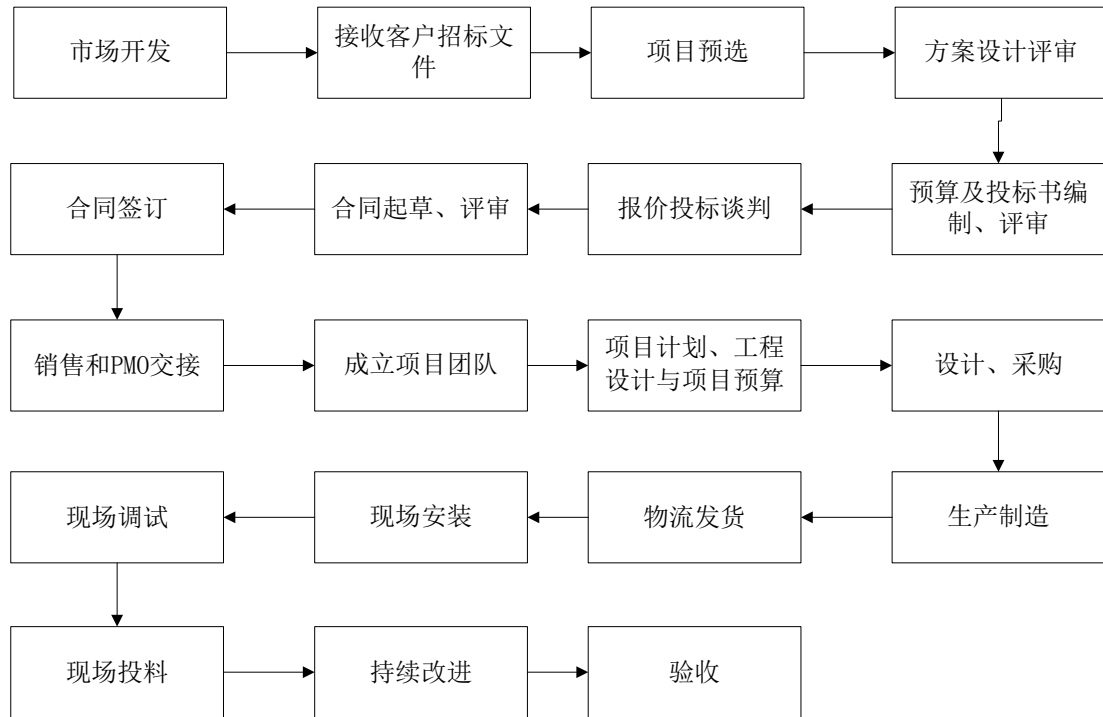 市场开发
接收客户招标文
件
项目预选
方案设计评审
预算及投标书编
制、评审
报价投标谈判
合同起草、评审
合同签订
销售和PMO交接
成立项目团队
项目计划、工程
设计与项目预算
设计、采购
生产制造
物流发货
现场安装
现场调试
现场投料
持续改进
验收